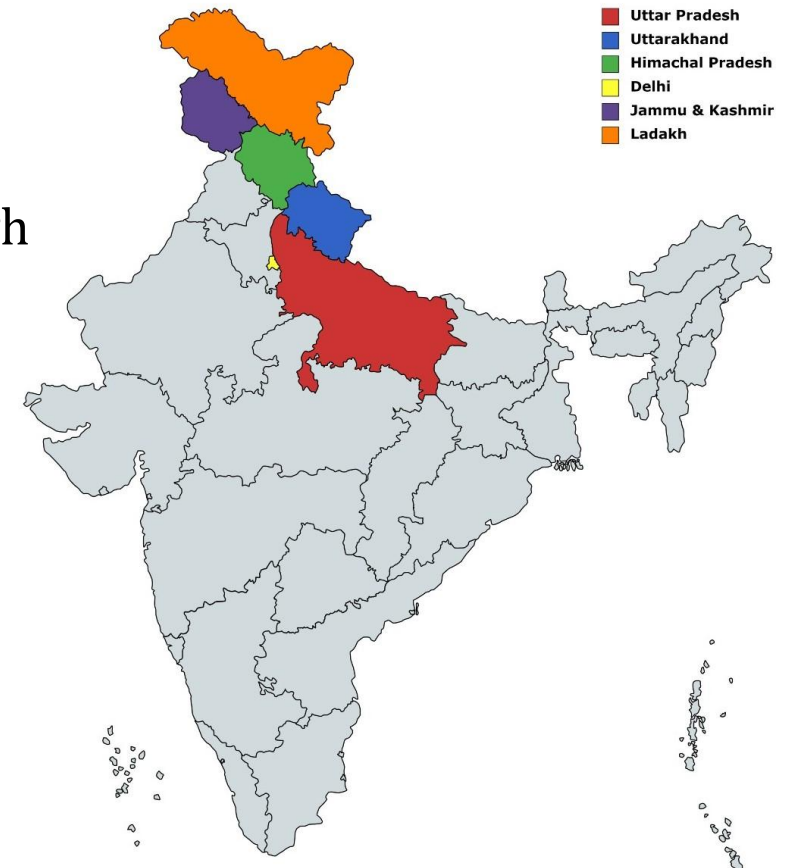 Uttar Pradesh
Uttarakhand
Himachal Pradesh
Delhi
Jammu & Kashmir
Ladakh